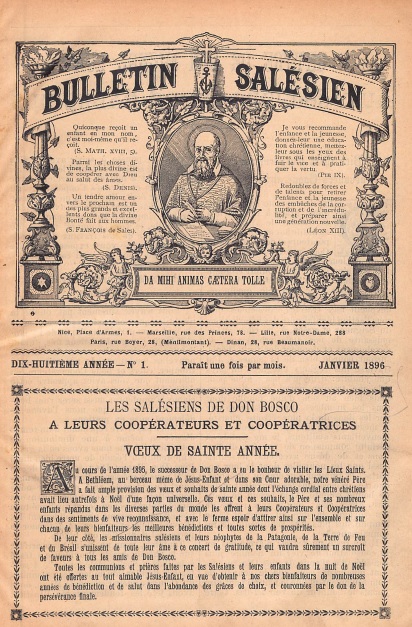 BULLETIN SALÉSIEN
Quiconque reçoit un
enfant en mon nom,
c'est moi-même qu'il re-
çoit.
(S. MATH. XVIII, 5).
Parmi les choses divi-
nes, la plus divine est
de coopérer avec Dieu
au salut des âmes.
(S. DENIS).
Un tendre amour en-
vers le prochain est un
des plus grands et excel-
lents dons que la divine
Bonté fait aux hommes.
(S. FRANÇOIS de Sales).
Je vous recommande
l'enfance et la jeunesse,
donnez-leur une éduca-
tion chrétienne, mettez-
leur sous les yeux des
livres qui enseignent à
fuir le vice et à prati-
quer la vertu.
(PIE IX).
Redoublez de forces et
de talents pour retirer
l'enfance et la jeunesse
des embûches de la cor-
ruption et de l'incrédu-
lité, et préparer ainsi
une génération nouvelle.
(LÉON XIII).
DA MIHI ANIMAS CÆTERA TOLLE
Nice, Place d'Armes, 1. — Marseille, rue des Princes, 78. — Lille, rue Notre-Dame, 288
Paris, rue Boyer, 28, (Ménilmontant). — Dinan, 28, rue Beaumanoir.
DIX-HUITIÈME ANNÉE — N° 1. Paraît une fois par mois. JANVIER 1896
LES SALÉSIENS DE DON BOSCO
A LEURS COOPÉRATEURS ET COOPÉRATRICES
VŒUX DE SAINTE ANNÉE.
Au cours de l'année 1895, le successeur de Don Bosco a eu le bonheur de visiter les Lieux Saints.
A Bethléem, au berceau même de Jésus-Enfant et dans son Cœur adorable, notre vénéré Père
a fait ample provision des vœux et souhaits de sainte année dont l'échange cordial entre chrétiens
avait lieu autrefois à Noël d'une façon universelle. Ces vœux et ces souhaits, le Père et ses nombreux
enfants répandus dans les diverses parties du monde les offrent à leurs Coopérateurs et Coopératrices
dans des sentiments de vive reconnaissance, et avec le ferme espoir d'attirer ainsi sur l'ensemble et sur
chacun de leurs bienfaiteurs les meilleures bénédictions et toutes sortes de prospérités.
De leur côté, les missionnaires salésiens et leurs néophytes de la Patagonie, de la Terre de Feu
et du Brésil s'unissent de toute leur âme à ce concert de gratitude, ce qui vaudra sûrement un surcroît
de faveurs à tous les amis de Don Bosco.
Toutes les communions et prières faites par les Salésiens et leurs enfants dans la nuit de Noël
ont été offertes au tout aimable Jésus-Enfant, en vue d'obtenir à nos chers bienfaiteurs de nombreuses
années de bénédiction et de salut dans l'abondance des grâces de choix, et couronnées par le don de la
persévérance finale.